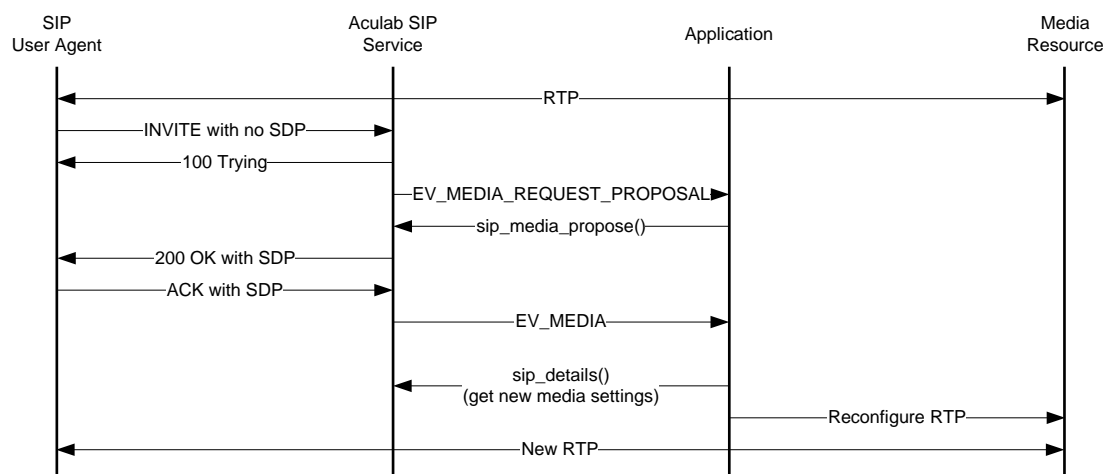 SIP
User Agent
Aculab SIP
Service
Application
Media
Resource
RTP
INVITE with no SDP
100 Trying
EV_MEDIA_REQUEST_PROPOSAL
sip_media_propose()
200 OK with SDP
ACK with SDP
EV_MEDIA
sip_details()
(get new media settings)
Reconfigure RTP
New RTP